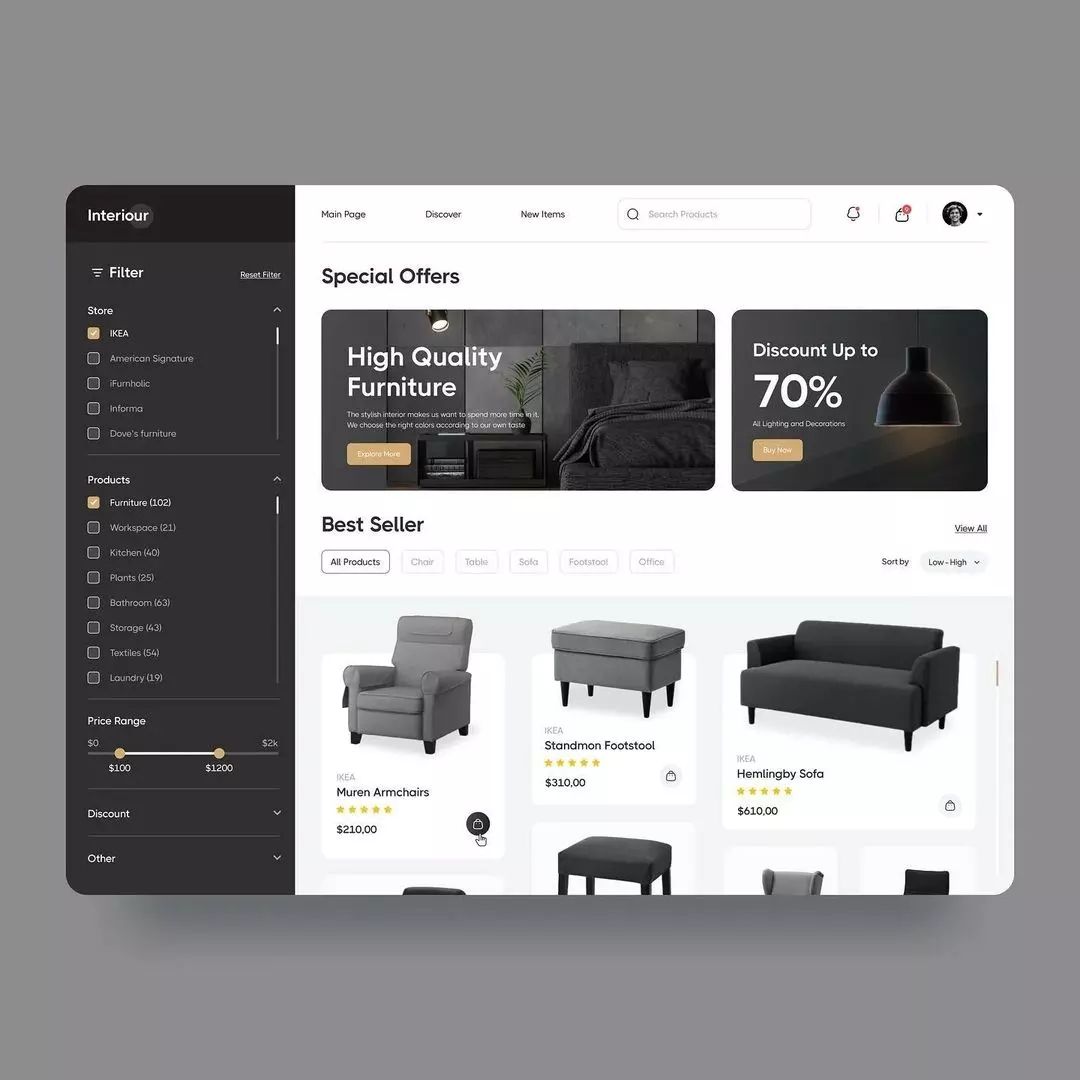 Interiour
Main Page
Discover
New Items
Search Products
Filter
Reset Filter
Store
IKEA
American Signature
iFurnholic
Informa
Dove's furniture
Products
Furniture (102)
Workspace (21)
Kitchen (40)
Plants (25)
Bathroom (63)
Storage (43)
Textiles (54)
Laundry (19)
Price Range
$0
$2k
$100
$1200
Discount
Other
Special Offers
High Quality
Furniture
The stylish interior makes us want to spend more time in it.
We choose the right colors according to our own taste
Explore More
Discount Up to
70%
All Lighting and Decorations
Buy Now
Best Seller
View All
All Products
Chair
Table
Sofa
Footstool
Office
Sort by
Low - High
IKEA
Muren Armchairs
$210,00
IKEA
Standmon Footstool
$310,00
IKEA
Hemlingby Sofa
$610,00